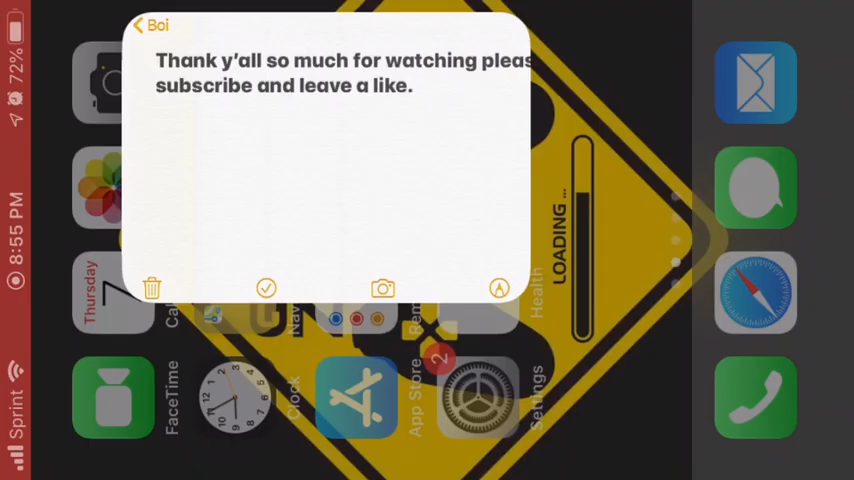 Boi
Thank y'all so much for watching pleas
subscribe and leave a like.
72%
8:55 PM
Sprint
Thursday
7
LOADING ...
Health
FaceTime
Clock
App Store
2
Settings